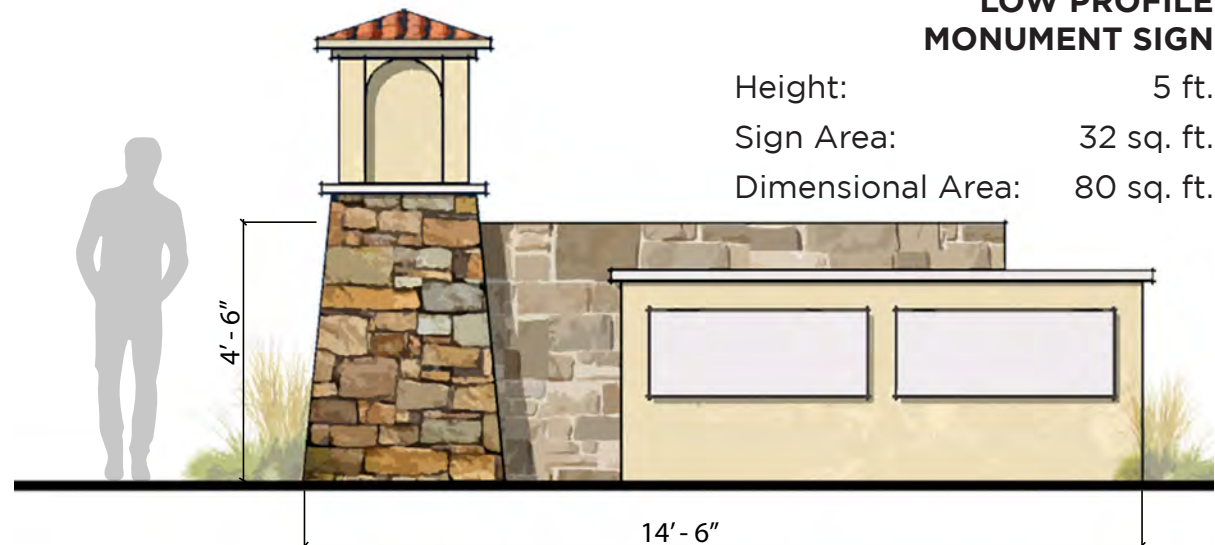 LOW PROFILE
MONUMENT SIGN
Height: 5 ft.
Sign Area: 32 sq. ft.
Dimensional Area: 80 sq. ft.
4' - 6"
14' - 6"